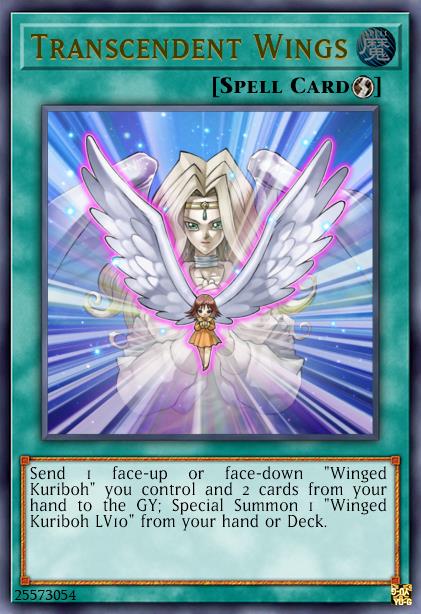 TRANSCENDENT WINGS
魔
[SPELL CARD]
Send 1 face-up or face-down "Winged
Kuriboh" you control and 2 cards from your
hand to the GY; Special Summon 1 "Winged
Kuriboh LV10" from your hand or Deck.
25573054